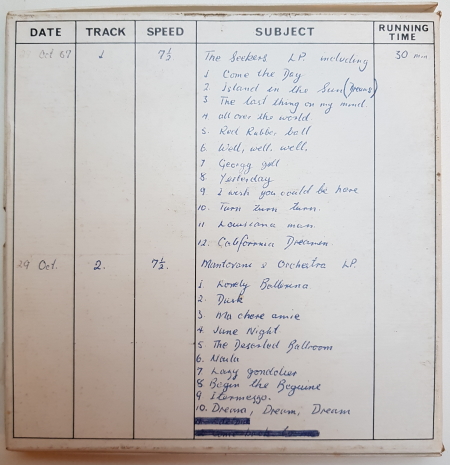 DATE TRACK SPEED SUBJECT RUNNING TIME
Oct 67 1 7½ The Seekers LP. including 30 min
1 Come the Day
2 Island in the Sun (Dreams)
3 The last thing on my mind.
4. all over the world.
5. Red Rubber ball
6. Well, well. well.
7 Georgy gill
8 Yesterday
9 I wish you could be here
10. Turn turn turn.
11 Louisiana man.
12. California Dreamen
29 Oct. 2. 7½. Mantovani & Orchestra LP.
1 Lonely Ballerina
2. Dusk
3 Ma chere amie
4. June Night
5. The Deserted Ballroom
6. Naila
7 Lazy gondolier
8 Begin the Beguine
9 Itermezzo.
10. Dream, Dream, Dream